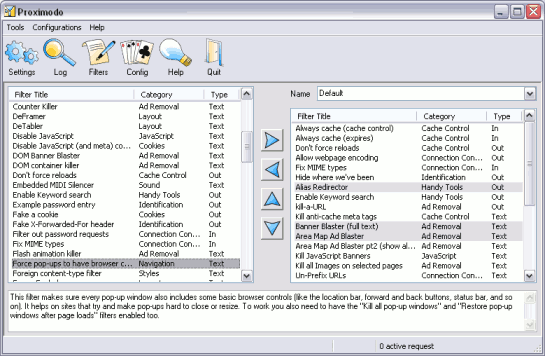 Proximodo
Tools Configurations Help
Settings Log Filters Config Help Quit
Name Default
Filter Title Category Type
Counter Killer Ad Removal Text
DeFramer Layout Text
DeTabler Layout Text
Disable JavaScript JavaScript Text
Disable JavaScript (and meta) co... Cookies Text
DOM Banner Blaster Ad Removal Text
DOM container killer Ad Removal Text
Don't force reloads Cache Control Out
Embedded MIDI Silencer Sound Text
Enable Keyword search Handy Tools Out
Example password entry Identification Out
Fake a cookie Cookies Out
Fake X-Forwarded-For header Identification Out
Filter out password requests Connection Con... Text
Fix MIME types Connection Con... In
Flash animation killer Ad Removal Text
Force pop-ups to have browser c... Navigation Text
Foreign content-type filter Styles Text
Filter Title Category Type
Always cache (cache control) Cache Control In
Always cache (expires) Cache Control In
Don't force reloads Cache Control Out
Allow webpage encoding Connection Con... Out
Fix MIME types Connection Con... In
Hide where we've been Identification Out
Alias Redirector Handy Tools Out
Enable Keyword search Handy Tools Out
kill-a-URL Ad Removal Out
Kill anti-cache meta tags Cache Control Text
Banner Blaster (full text) Ad Removal Text
Area Map Ad Blaster Ad Removal Text
Area Map Ad Blaster pt2 (show al... Ad Removal Text
Kill JavaScript Banners JavaScript Text
Kill all Images on selected pages Ad Removal Text
Un-Prefix URLs Connection Con... Text
This filter makes sure every pop-up window also includes some basic browser controls (like the location bar, forward and back buttons, status bar, and so
on). It helps on sites that try and make pop-ups hard to close or resize. To work you also need to have the "Kill all pop-up windows" and "Restore pop-up
windows after page loads" filters enabled too.
0 active request